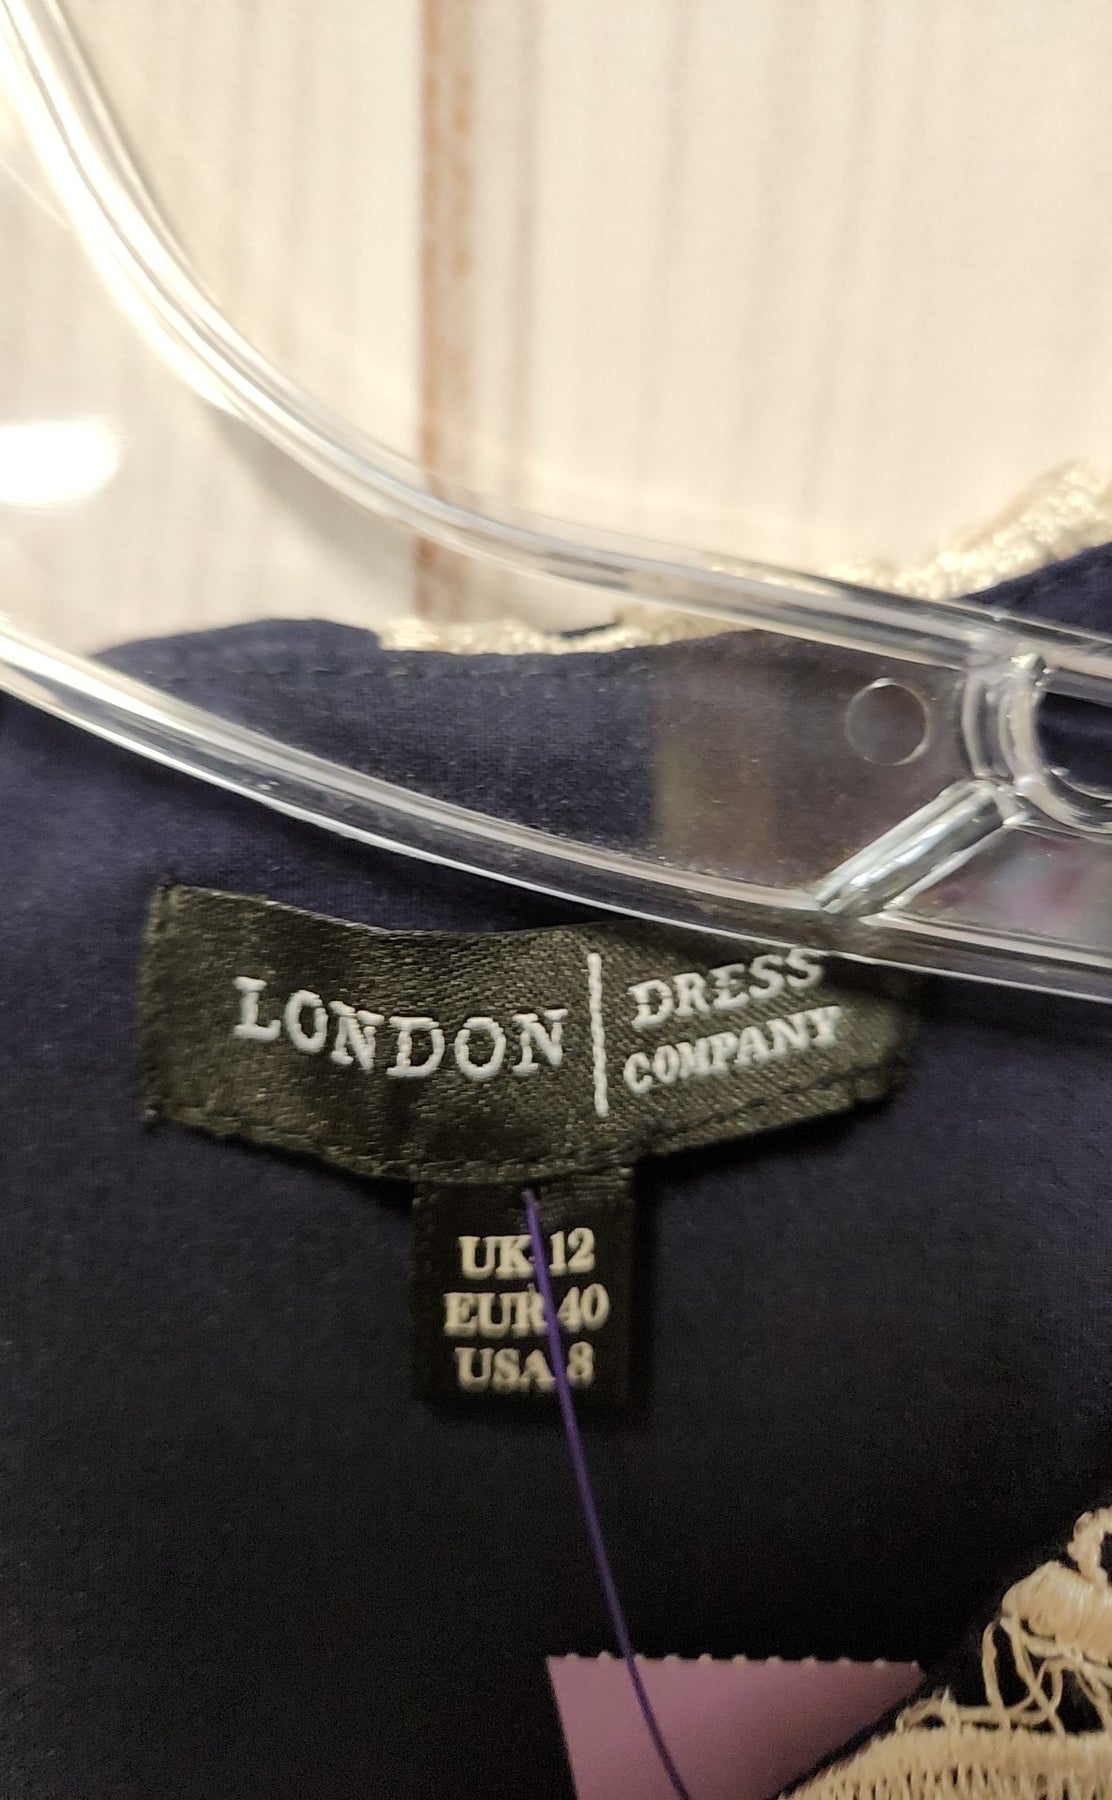 LONDON
DRESS
COMPANY
UK 12
EUR 40
USA 8